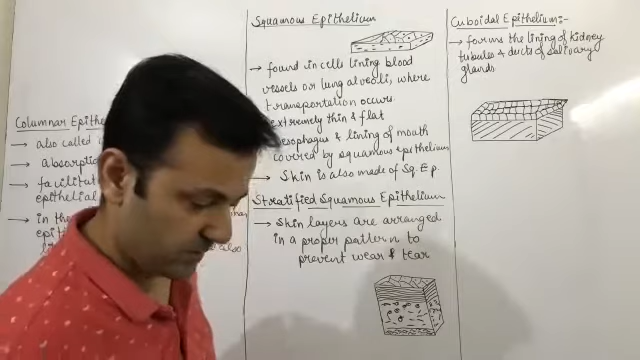 Columnar Epithe
→ also called
→ absorption
→ facilitat
epithelial
→ in the
epit
also
Squamous Epithelium
→ found in cells lining blood
vessels or lung alveoli, where
transportation occurs
extremely thin & flat
esophagus & lining of mouth
covered by squamous epithelium
→ Skin is also made of Sq. Ep.
Stratified Squamous Epithelium
→ Skin layers are arranged
in a proper pattern to
prevent wear & tear
Cuboidal Epithelium:-
→ forms the lining of kidney
tubules & ducts of salivary
glands